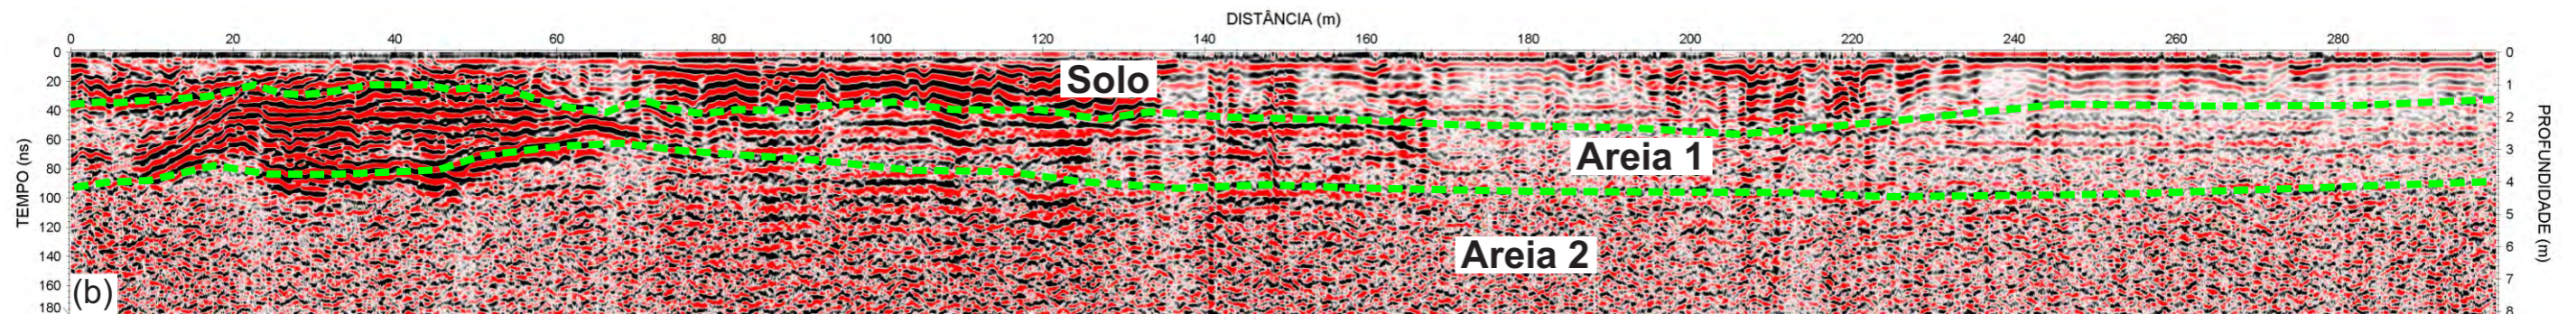 DISTÂNCIA (m)
0 20 40 60 80 100 120 140 160 180 200 220 240 260 280
TEMPO (ns)
0
20
40
60
80
100
120
140
160
180
Solo
Areia 1
Areia 2
(b)
PROFUNDIDADE (m)
0
1
2
3
4
5
6
7
8